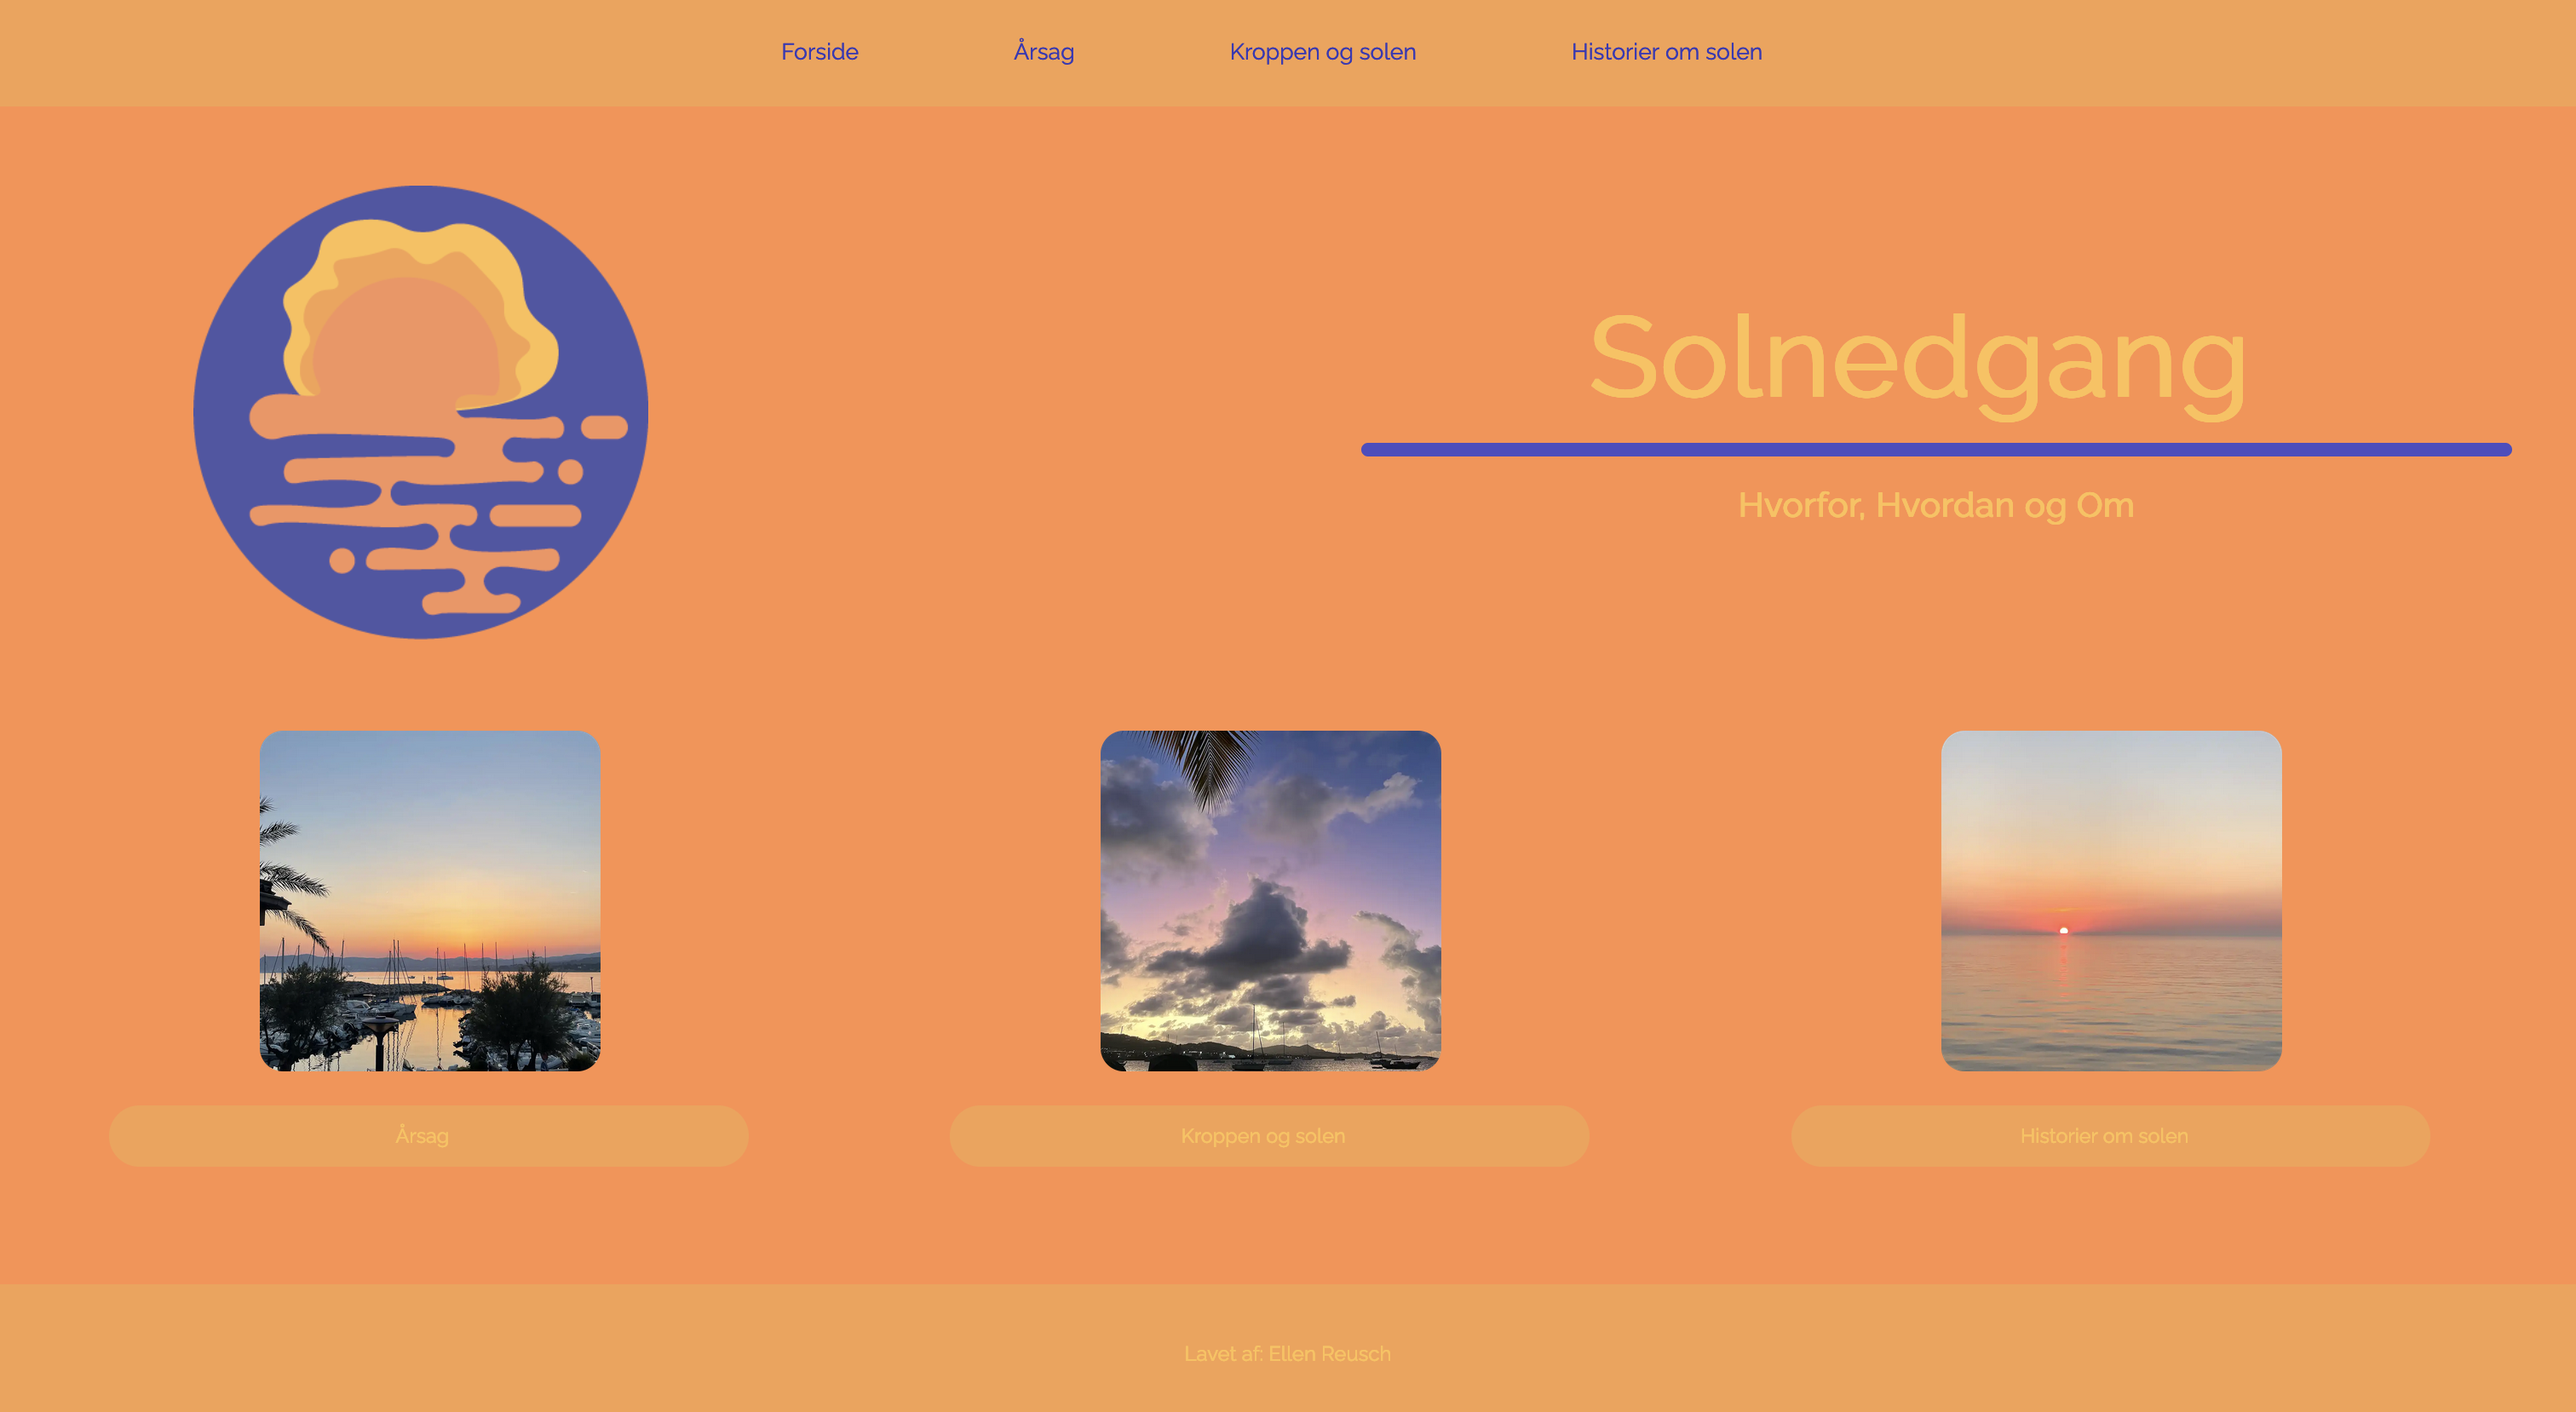 Forside
Årsag
Kroppen og solen
Historier om solen
Solnedgang
Hvorfor, Hvordan og Om
Årsag
Kroppen og solen
Historier om solen
Lavet af: Ellen Reusch